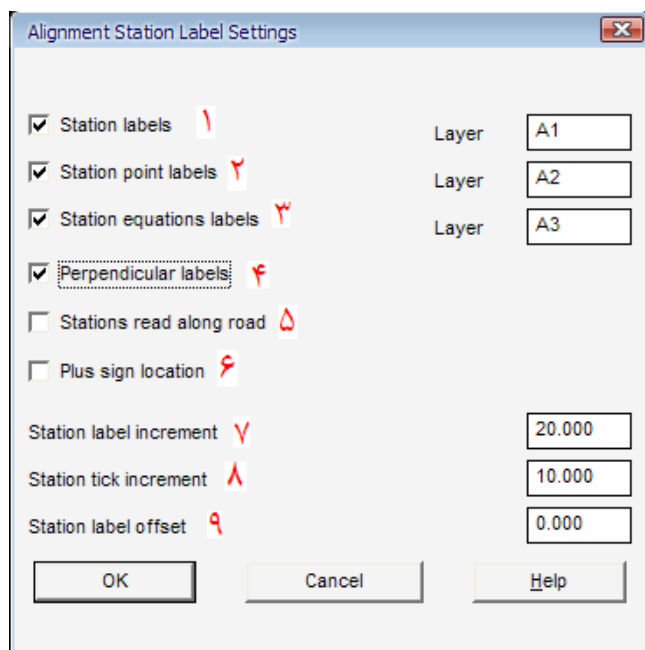 Alignment Station Label Settings
Station labels ۱ Layer A1
Station point labels ۲ Layer A2
Station equations labels ۳ Layer A3
Perpendicular labels ۴
Stations read along road ۵
Plus sign location ۶
Station label increment ۷ 20.000
Station tick increment ۸ 10.000
Station label offset ۹ 0.000
OK Cancel Help